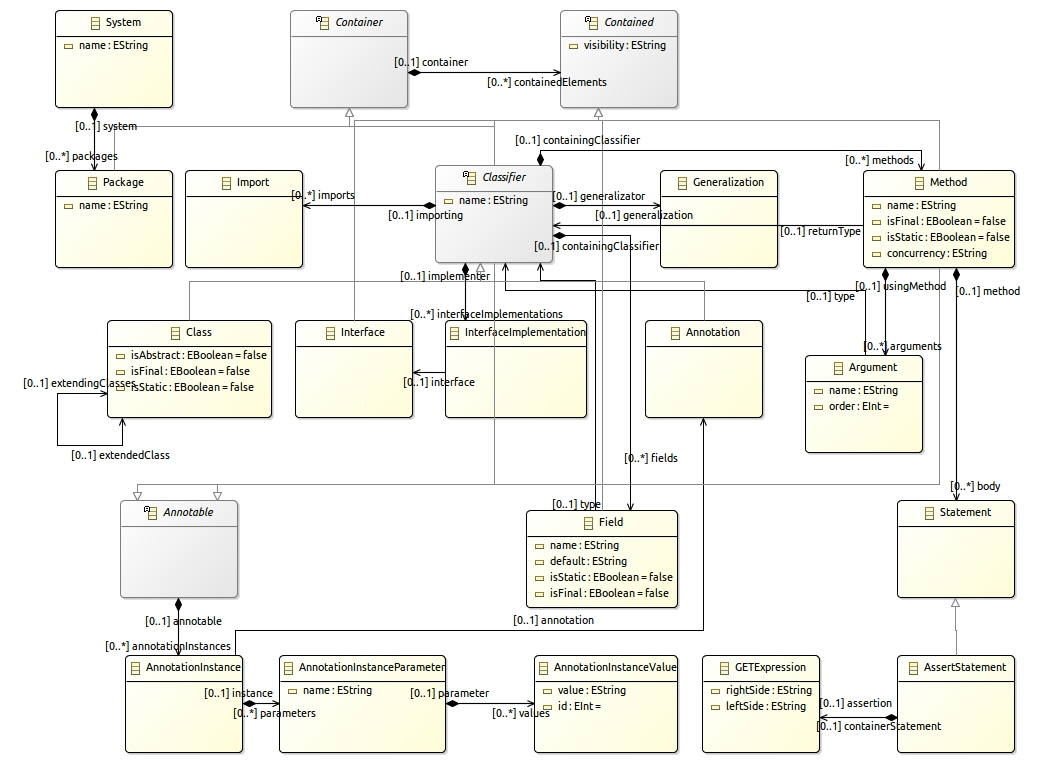 System
name : EString
Container
Contained
visibility : EString
[0..1] container
[0..*] containedElements
[0..1] system
[0..*] packages
Package
name : EString
Import
[0..*] imports
[0..1] importing
Classifier
name : EString
[0..1] containingClassifier
[0..*] methods
[0..1] generalizator
[0..1] generalization
Generalization
[0..1] returnType
[0..1] containingClassifier
Method
name : EString
isFinal : EBoolean = false
isStatic : EBoolean = false
concurrency : EString
[0..1] implementer
[0..*] interfaceImplementations
[0..1] type
[0..1] usingMethod
[0..1] method
[0..*] arguments
Class
isAbstract : EBoolean = false
isFinal : EBoolean = false
isStatic : EBoolean = false
[0..1] extendingClasses
[0..1] extendedClass
Interface
InterfaceImplementation
[0..1] interface
Annotation
Argument
name : EString
order : EInt =
[0..*] fields
[0..*] body
[0..1] type
Annotable
Field
name : EString
default : EString
isStatic : EBoolean = false
isFinal : EBoolean = false
Statement
[0..1] annotable
[0..1] annotation
[0..*] annotationInstances
AnnotationInstance
[0..1] instance
[0..*] parameters
AnnotationInstanceParameter
name : EString
[0..1] parameter
[0..*] values
AnnotationInstanceValue
value : EString
id : EInt =
GETExpression
rightSide : EString
leftSide : EString
AssertStatement
[0..1] assertion
[0..1] containerStatement